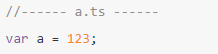 //------ a.ts ------
var a = 123;